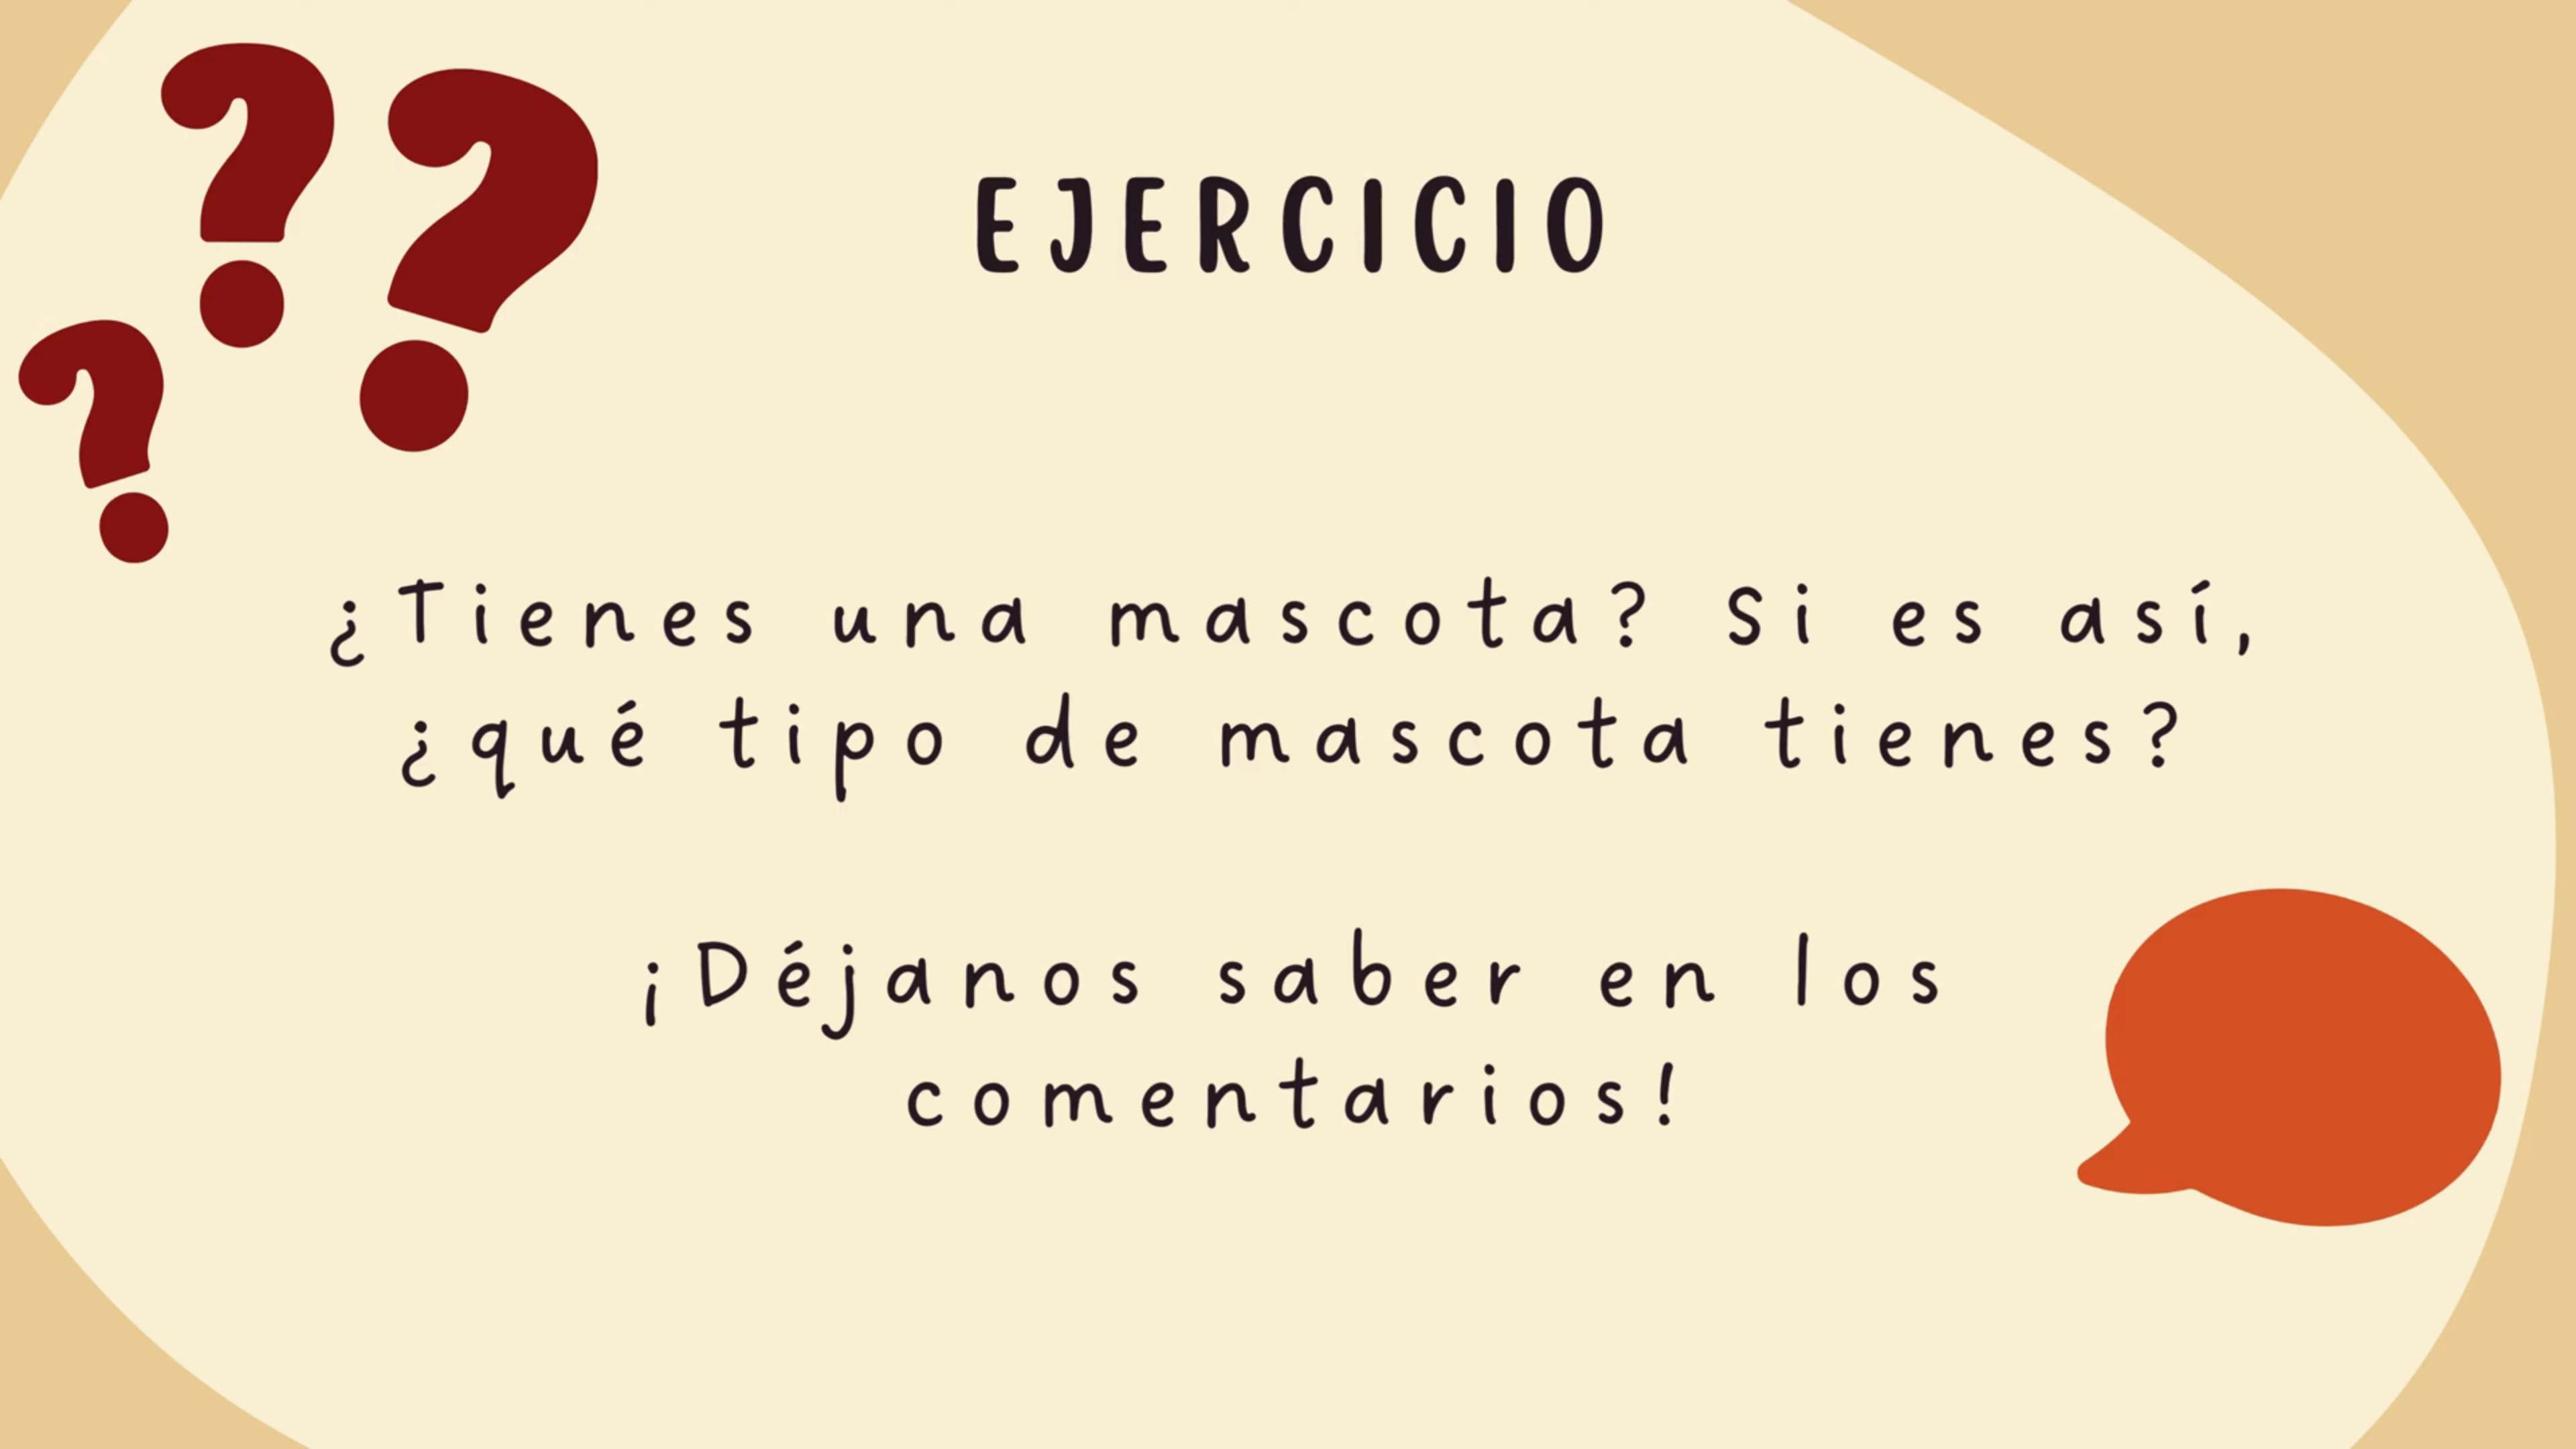 EJERCICIO
¿Tienes una mascota? Si es así,
¿qué tipo de mascota tienes?
¡Déjanos saber en los
comentarios!